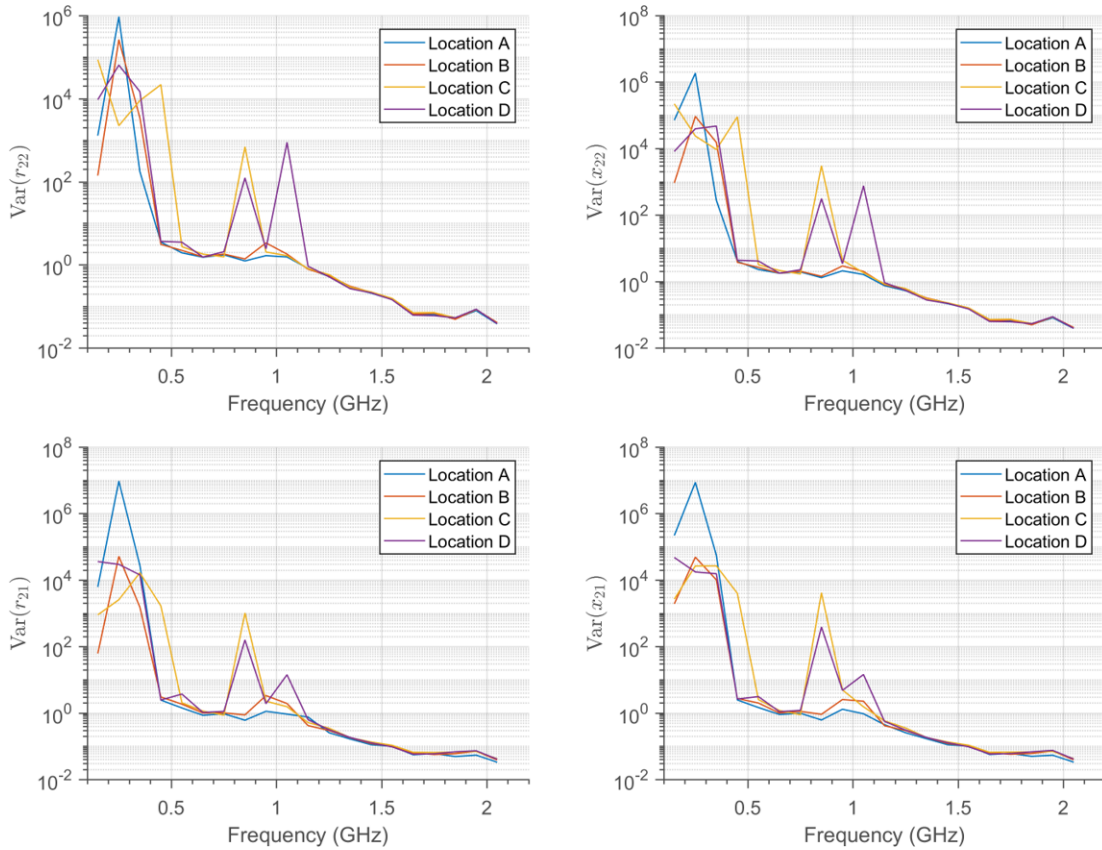 10^6
10^4
10^2
10^0
10^-2
Var(r_22)
0.5 1 1.5 2
Frequency (GHz)
Location A
Location B
Location C
Location D
10^8
10^6
10^4
10^2
10^0
10^-2
Var(x_22)
0.5 1 1.5 2
Frequency (GHz)
Location A
Location B
Location C
Location D
10^8
10^6
10^4
10^2
10^0
10^-2
Var(r_21)
0.5 1 1.5 2
Frequency (GHz)
Location A
Location B
Location C
Location D
10^8
10^6
10^4
10^2
10^0
10^-2
Var(x_21)
0.5 1 1.5 2
Frequency (GHz)
Location A
Location B
Location C
Location D